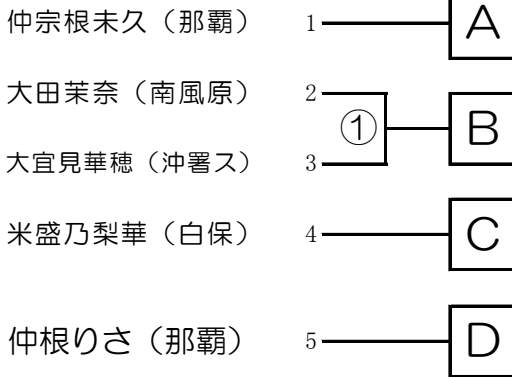 仲宗根未久（那覇） 1 A
大田茉奈（南風原） 2
① B
大宜見華穂（沖署ス） 3
米盛乃梨華（白保） 4 C
仲根りさ（那覇） 5 D